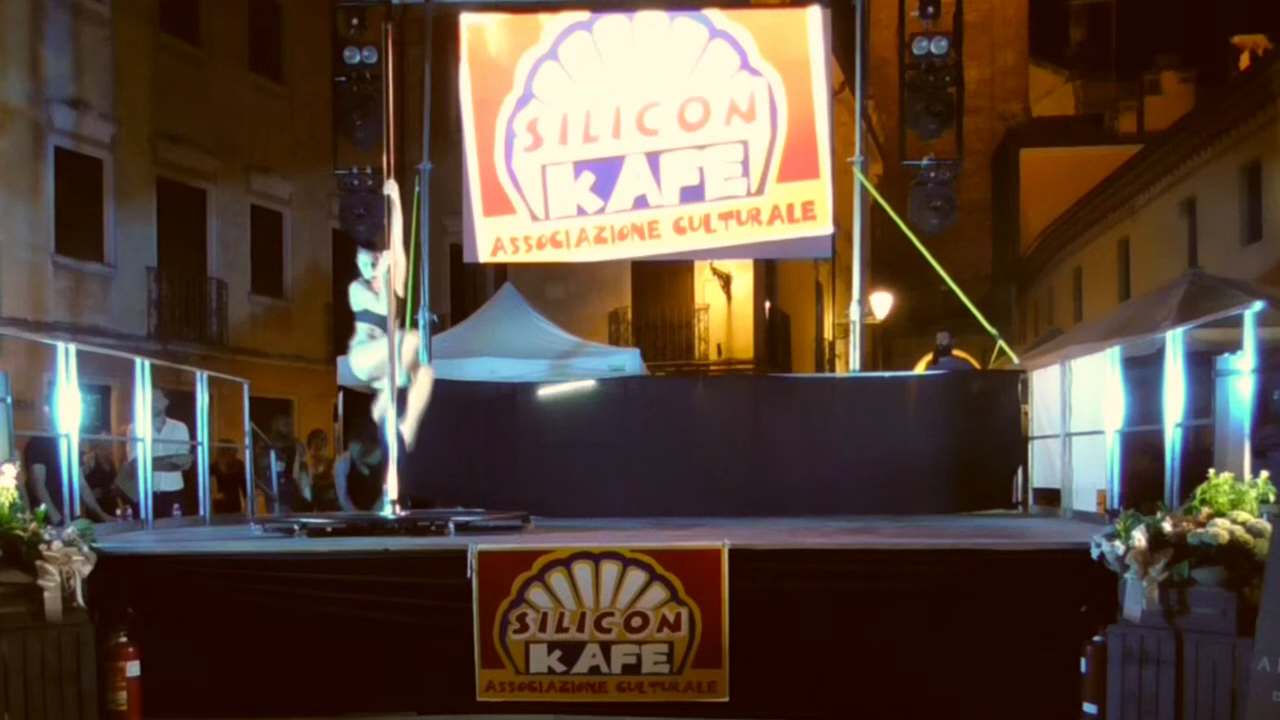 SILICON
KAFE
ASSOCIAZIONE CULTURALE
SILICON
KAFE
ASSOCIAZIONE CULTURALE